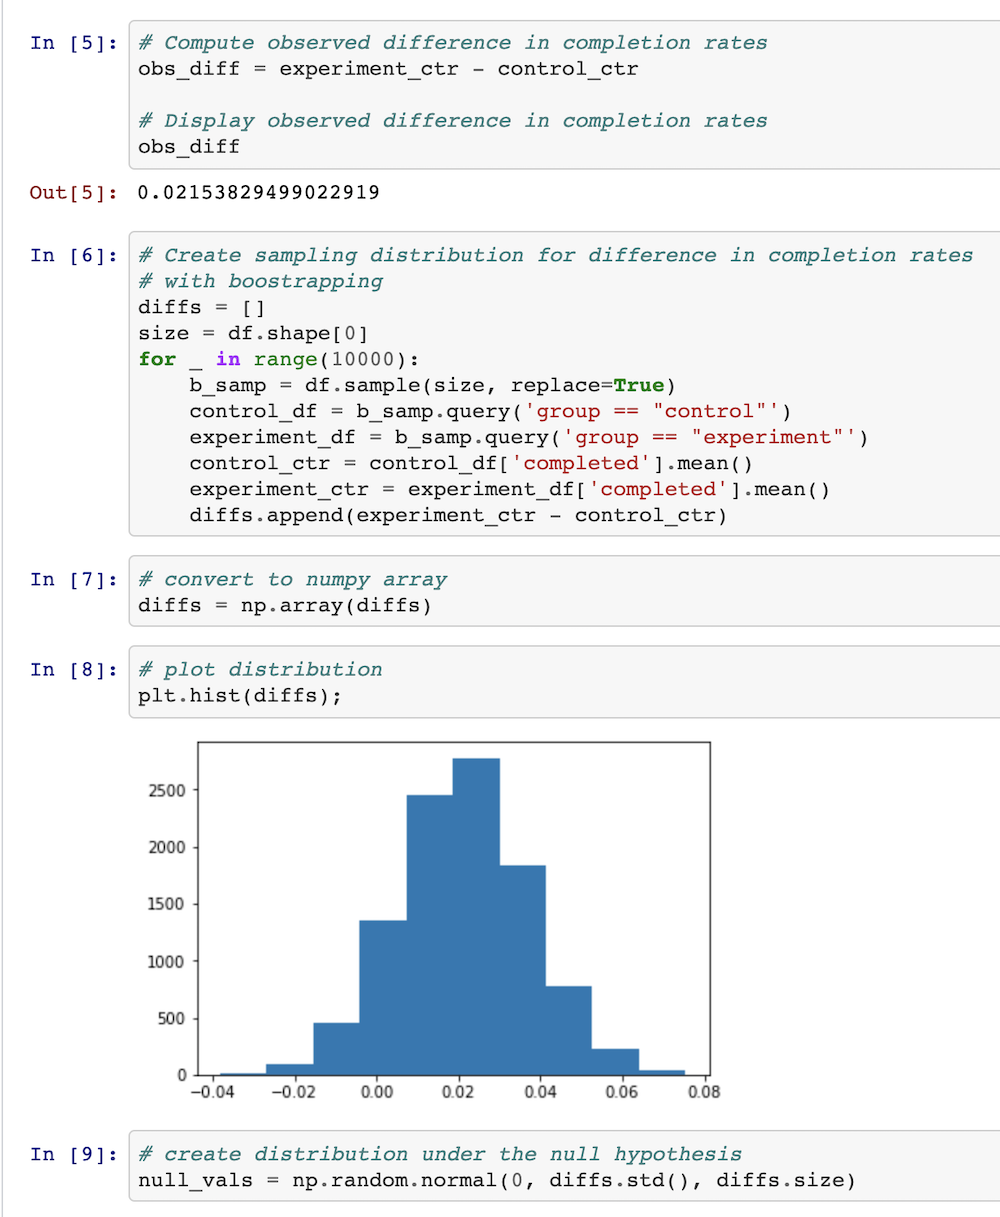 In [5]: # Compute observed difference in completion rates
obs_diff = experiment_ctr - control_ctr
# Display observed difference in completion rates
obs_diff
Out[5]: 0.02153829499022919
In [6]: # Create sampling distribution for difference in completion rates
# with boostrapping
diffs = []
size = df.shape[0]
for _ in range(10000):
    b_samp = df.sample(size, replace=True)
    control_df = b_samp.query('group == "control"')
    experiment_df = b_samp.query('group == "experiment"')
    control_ctr = control_df['completed'].mean()
    experiment_ctr = experiment_df['completed'].mean()
    diffs.append(experiment_ctr - control_ctr)
In [7]: # convert to numpy array
diffs = np.array(diffs)
In [8]: # plot distribution
plt.hist(diffs);
2500
2000
1500
1000
500
0
−0.04 −0.02 0.00 0.02 0.04 0.06 0.08
In [9]: # create distribution under the null hypothesis
null_vals = np.random.normal(0, diffs.std(), diffs.size)